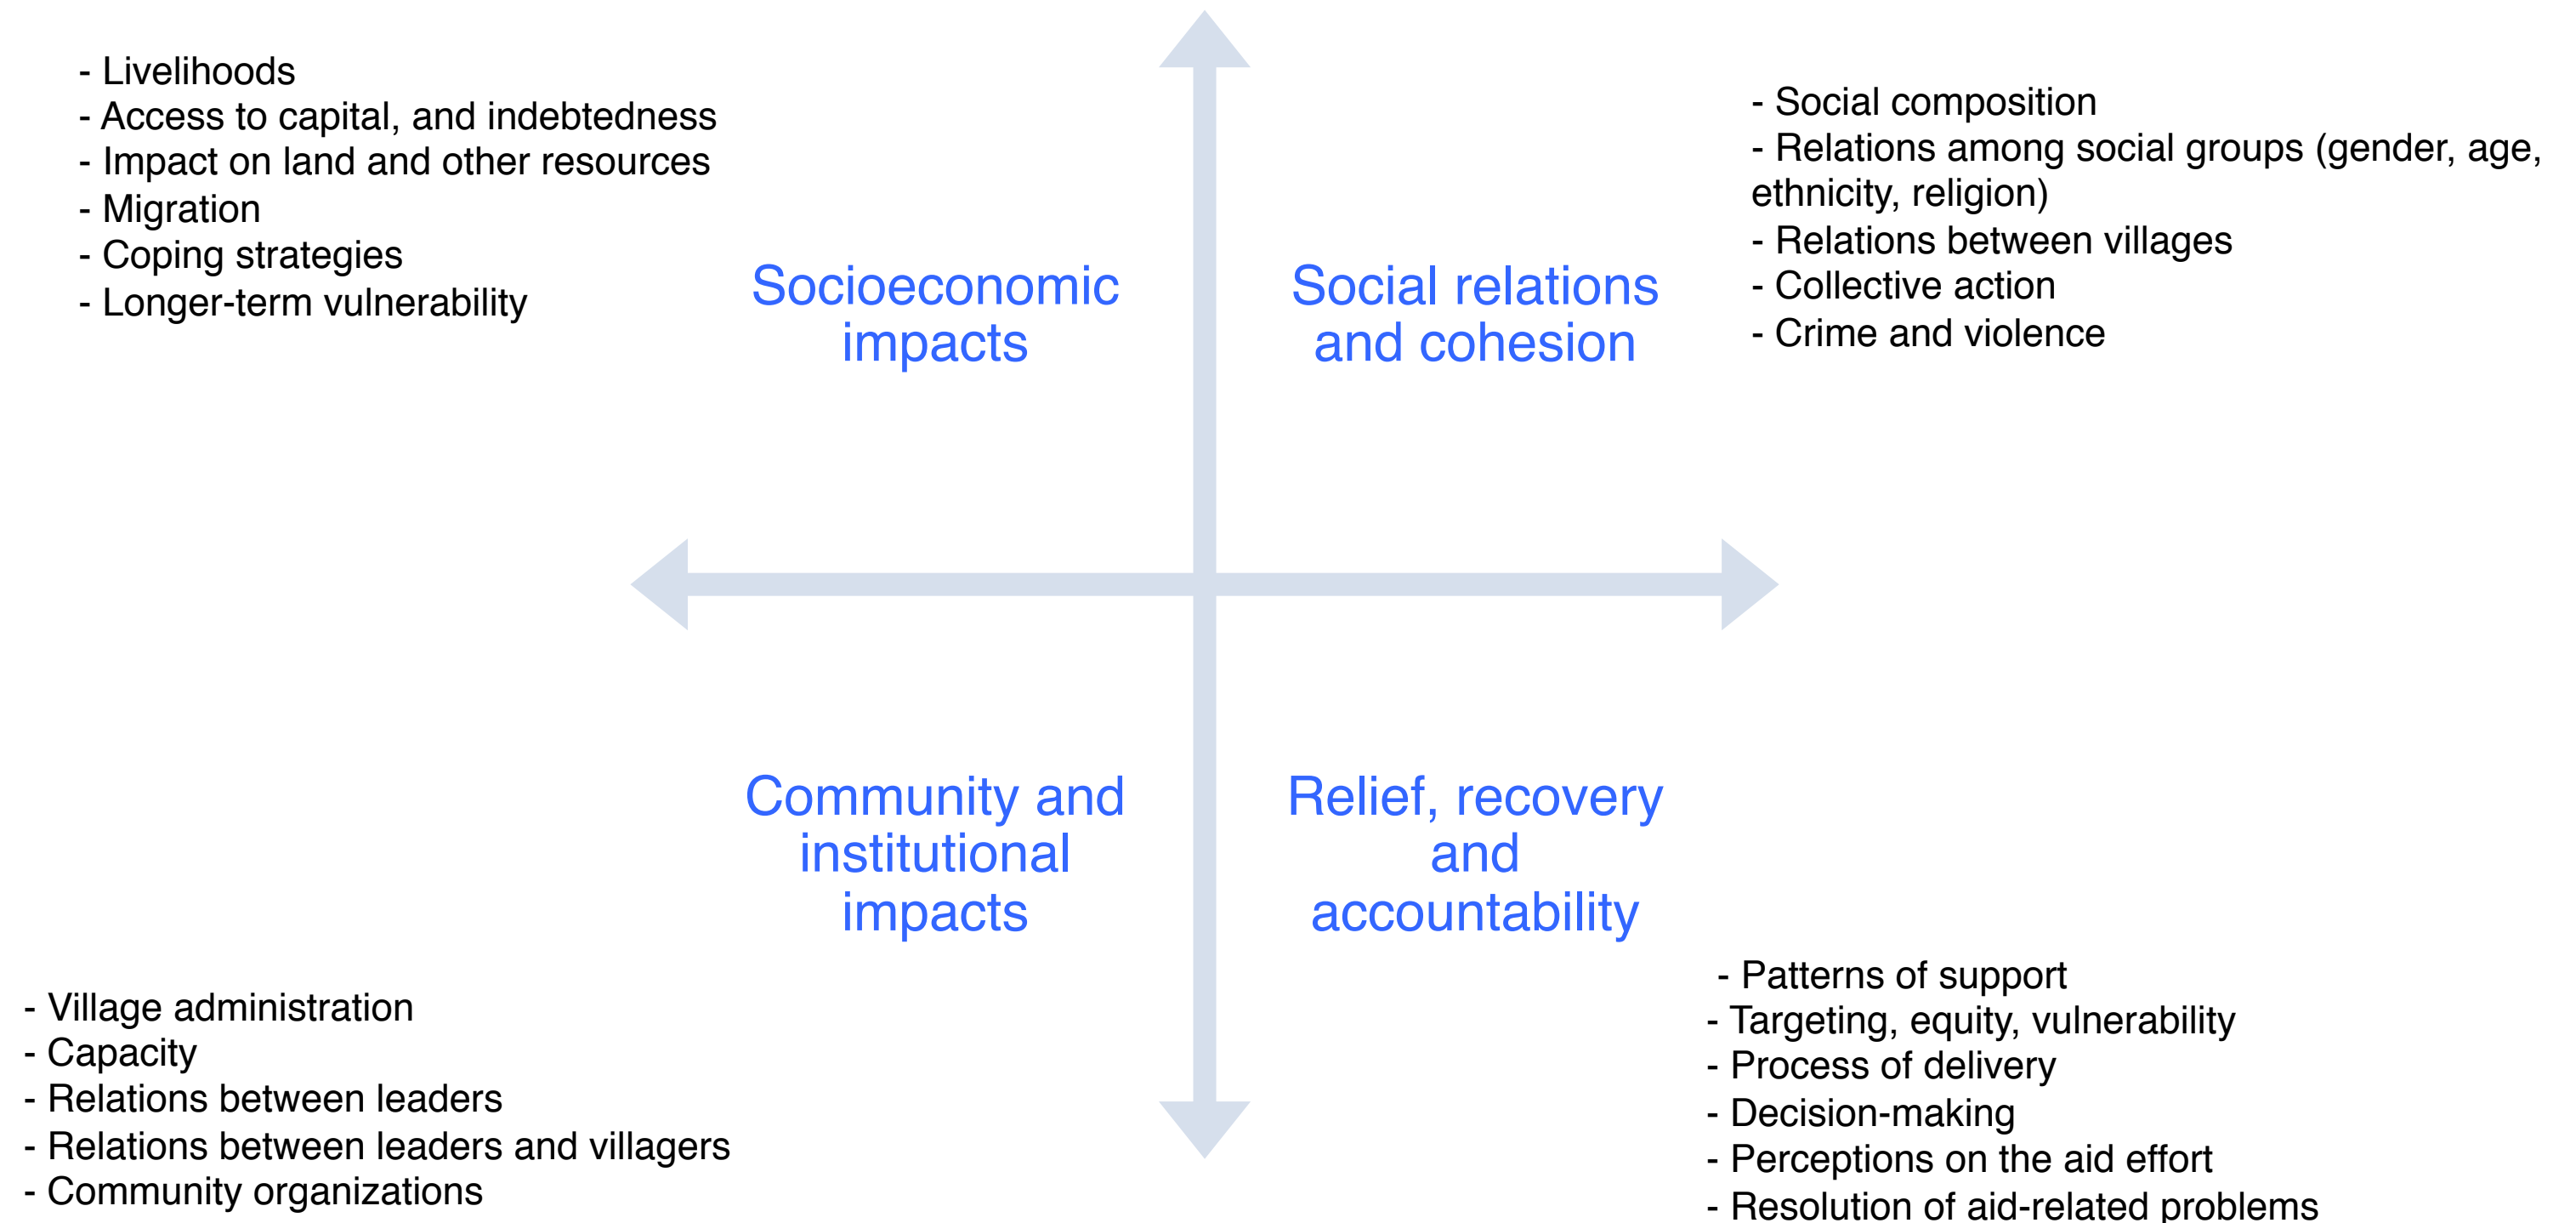 - Livelihoods
- Access to capital, and indebtedness
- Impact on land and other resources
- Migration
- Coping strategies
- Longer-term vulnerability
Socioeconomic
impacts
Social relations
and cohesion
- Social composition
- Relations among social groups (gender, age,
ethnicity, religion)
- Relations between villages
- Collective action
- Crime and violence
Community and
institutional
impacts
Relief, recovery
and
accountability
- Village administration
- Capacity
- Relations between leaders
- Relations between leaders and villagers
- Community organizations
- Patterns of support
- Targeting, equity, vulnerability
- Process of delivery
- Decision-making
- Perceptions on the aid effort
- Resolution of aid-related problems